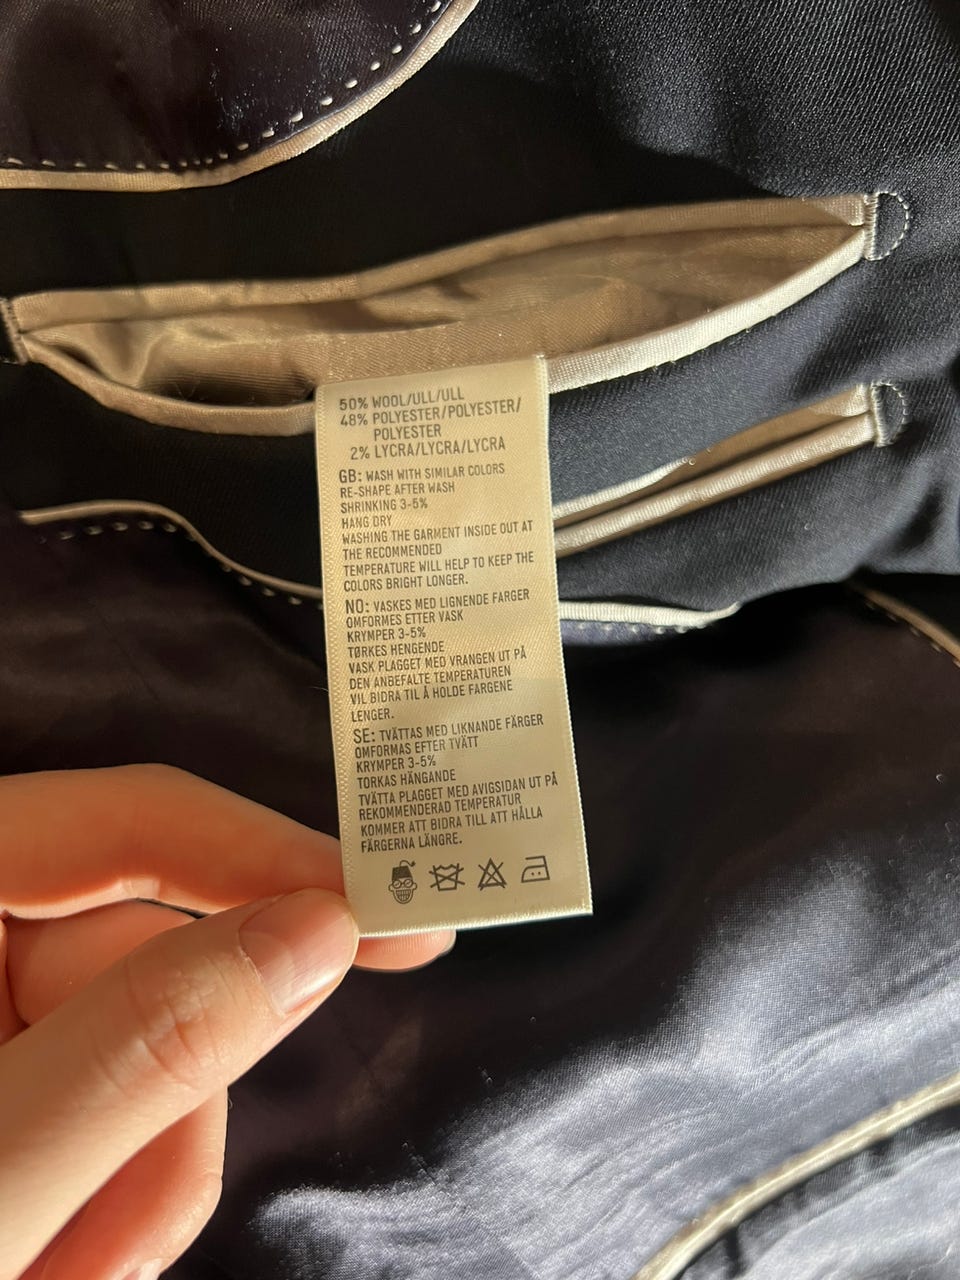 50% WOOL/ULL/ULL
48% POLYESTER/POLYESTER/
POLYESTER
2% LYCRA/LYCRA/LYCRA
GB: WASH WITH SIMILAR COLORS
RE-SHAPE AFTER WASH
SHRINKING 3-5%
HANG DRY
WASHING THE GARMENT INSIDE OUT AT
THE RECOMMENDED
TEMPERATURE WILL HELP TO KEEP THE
COLORS BRIGHT LONGER.
NO: VASKES MED LIGNENDE FARGER
OMFORMES ETTER VASK
KRYMPER 3-5%
TØRKES HENGENDE
VASK PLAGGET MED VRANGEN UT PÅ
DEN ANBEFALTE TEMPERATUREN
VIL BIDRA TIL Å HOLDE FARGENE
LENGER.
SE: TVÄTTAS MED LIKNANDE FÄRGER
OMFORMAS EFTER TVÄTT
KRYMPER 3-5%
TORKAS HÄNGANDE
TVÄTTA PLAGGET MED AVIGSIDAN UT PÅ
REKOMMENDERAD TEMPERATUR
KOMMER ATT BIDRA TILL ATT HÅLLA
FÄRGERNA LÄNGRE.